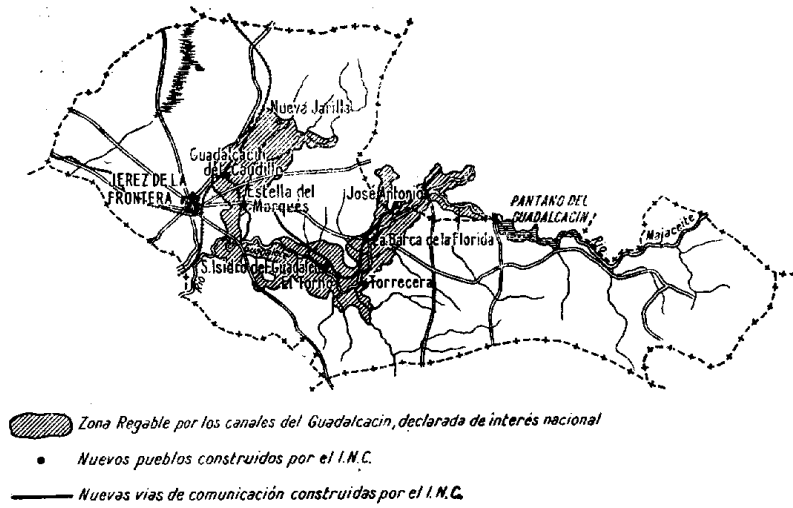 Nueva Jarilla
Guadalcacín
del Caudillo
JEREZ DE LA
FRONTERA
Estella del
Marqués
José Antonio
PANTANO DEL
GUADALCACIN
Río
Majaceite
La Barca de la Florida
S. Isidro del Guadalete
El Torno
Torrecera
Zona Regable por los canales del Guadalcacin, declarada de interés nacional
Nuevos pueblos construidos por el I.N.C.
Nuevas vias de comunicación construidas por el I.N.C.